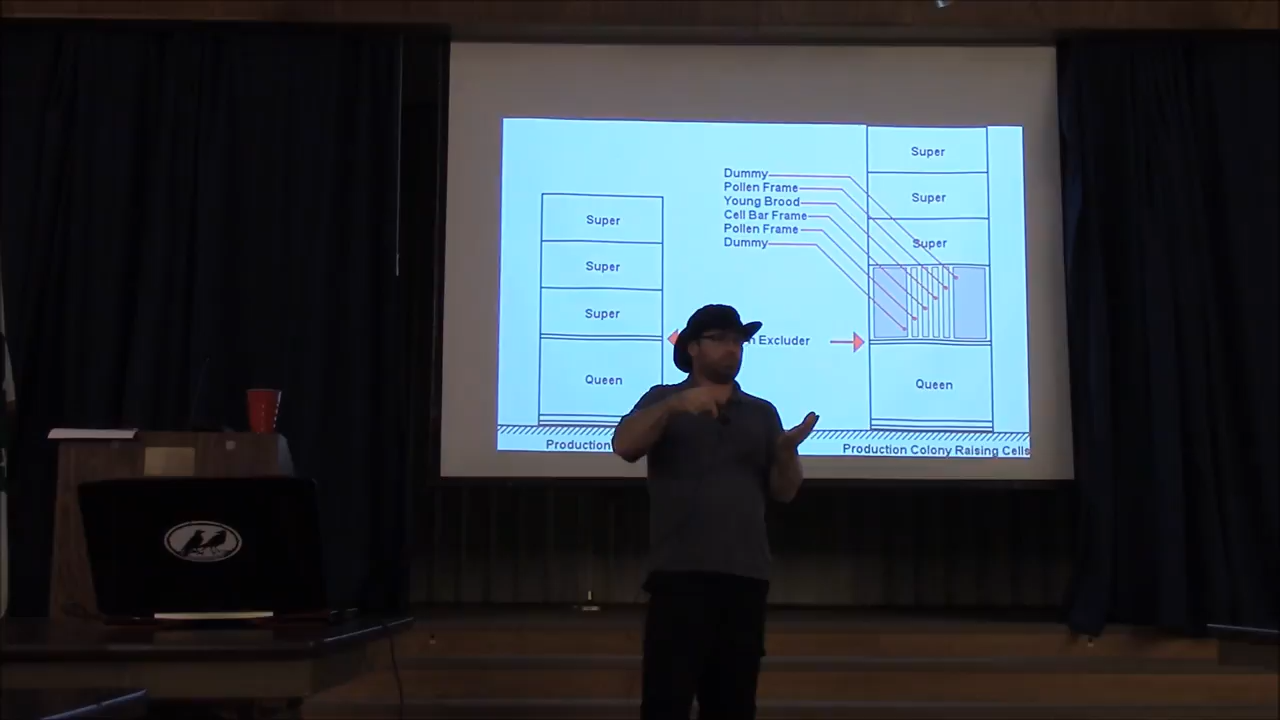 Super
Super
Super
Queen
Production
Dummy
Pollen Frame
Young Brood
Cell Bar Frame
Pollen Frame
Dummy
Excluder
Super
Super
Super
Queen
Production Colony Raising Cells